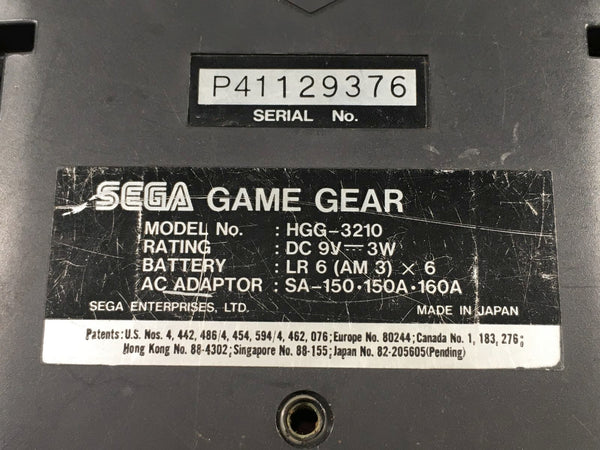 P41129376
SERIAL No.
SEGA GAME GEAR
MODEL No. : HGG-3210
RATING : DC 9V⎓3W
BATTERY : LR 6 (AM 3) × 6
AC ADAPTOR : SA-150·150A·160A
SEGA ENTERPRISES, LTD. MADE IN JAPAN
Patents: U.S. Nos. 4, 442, 486/4, 454, 594/4, 462, 076; Europe No. 80244; Canada No. 1, 183, 276;
Hong Kong No. 88-4302; Singapore No. 88-155; Japan No. 82-205605(Pending)